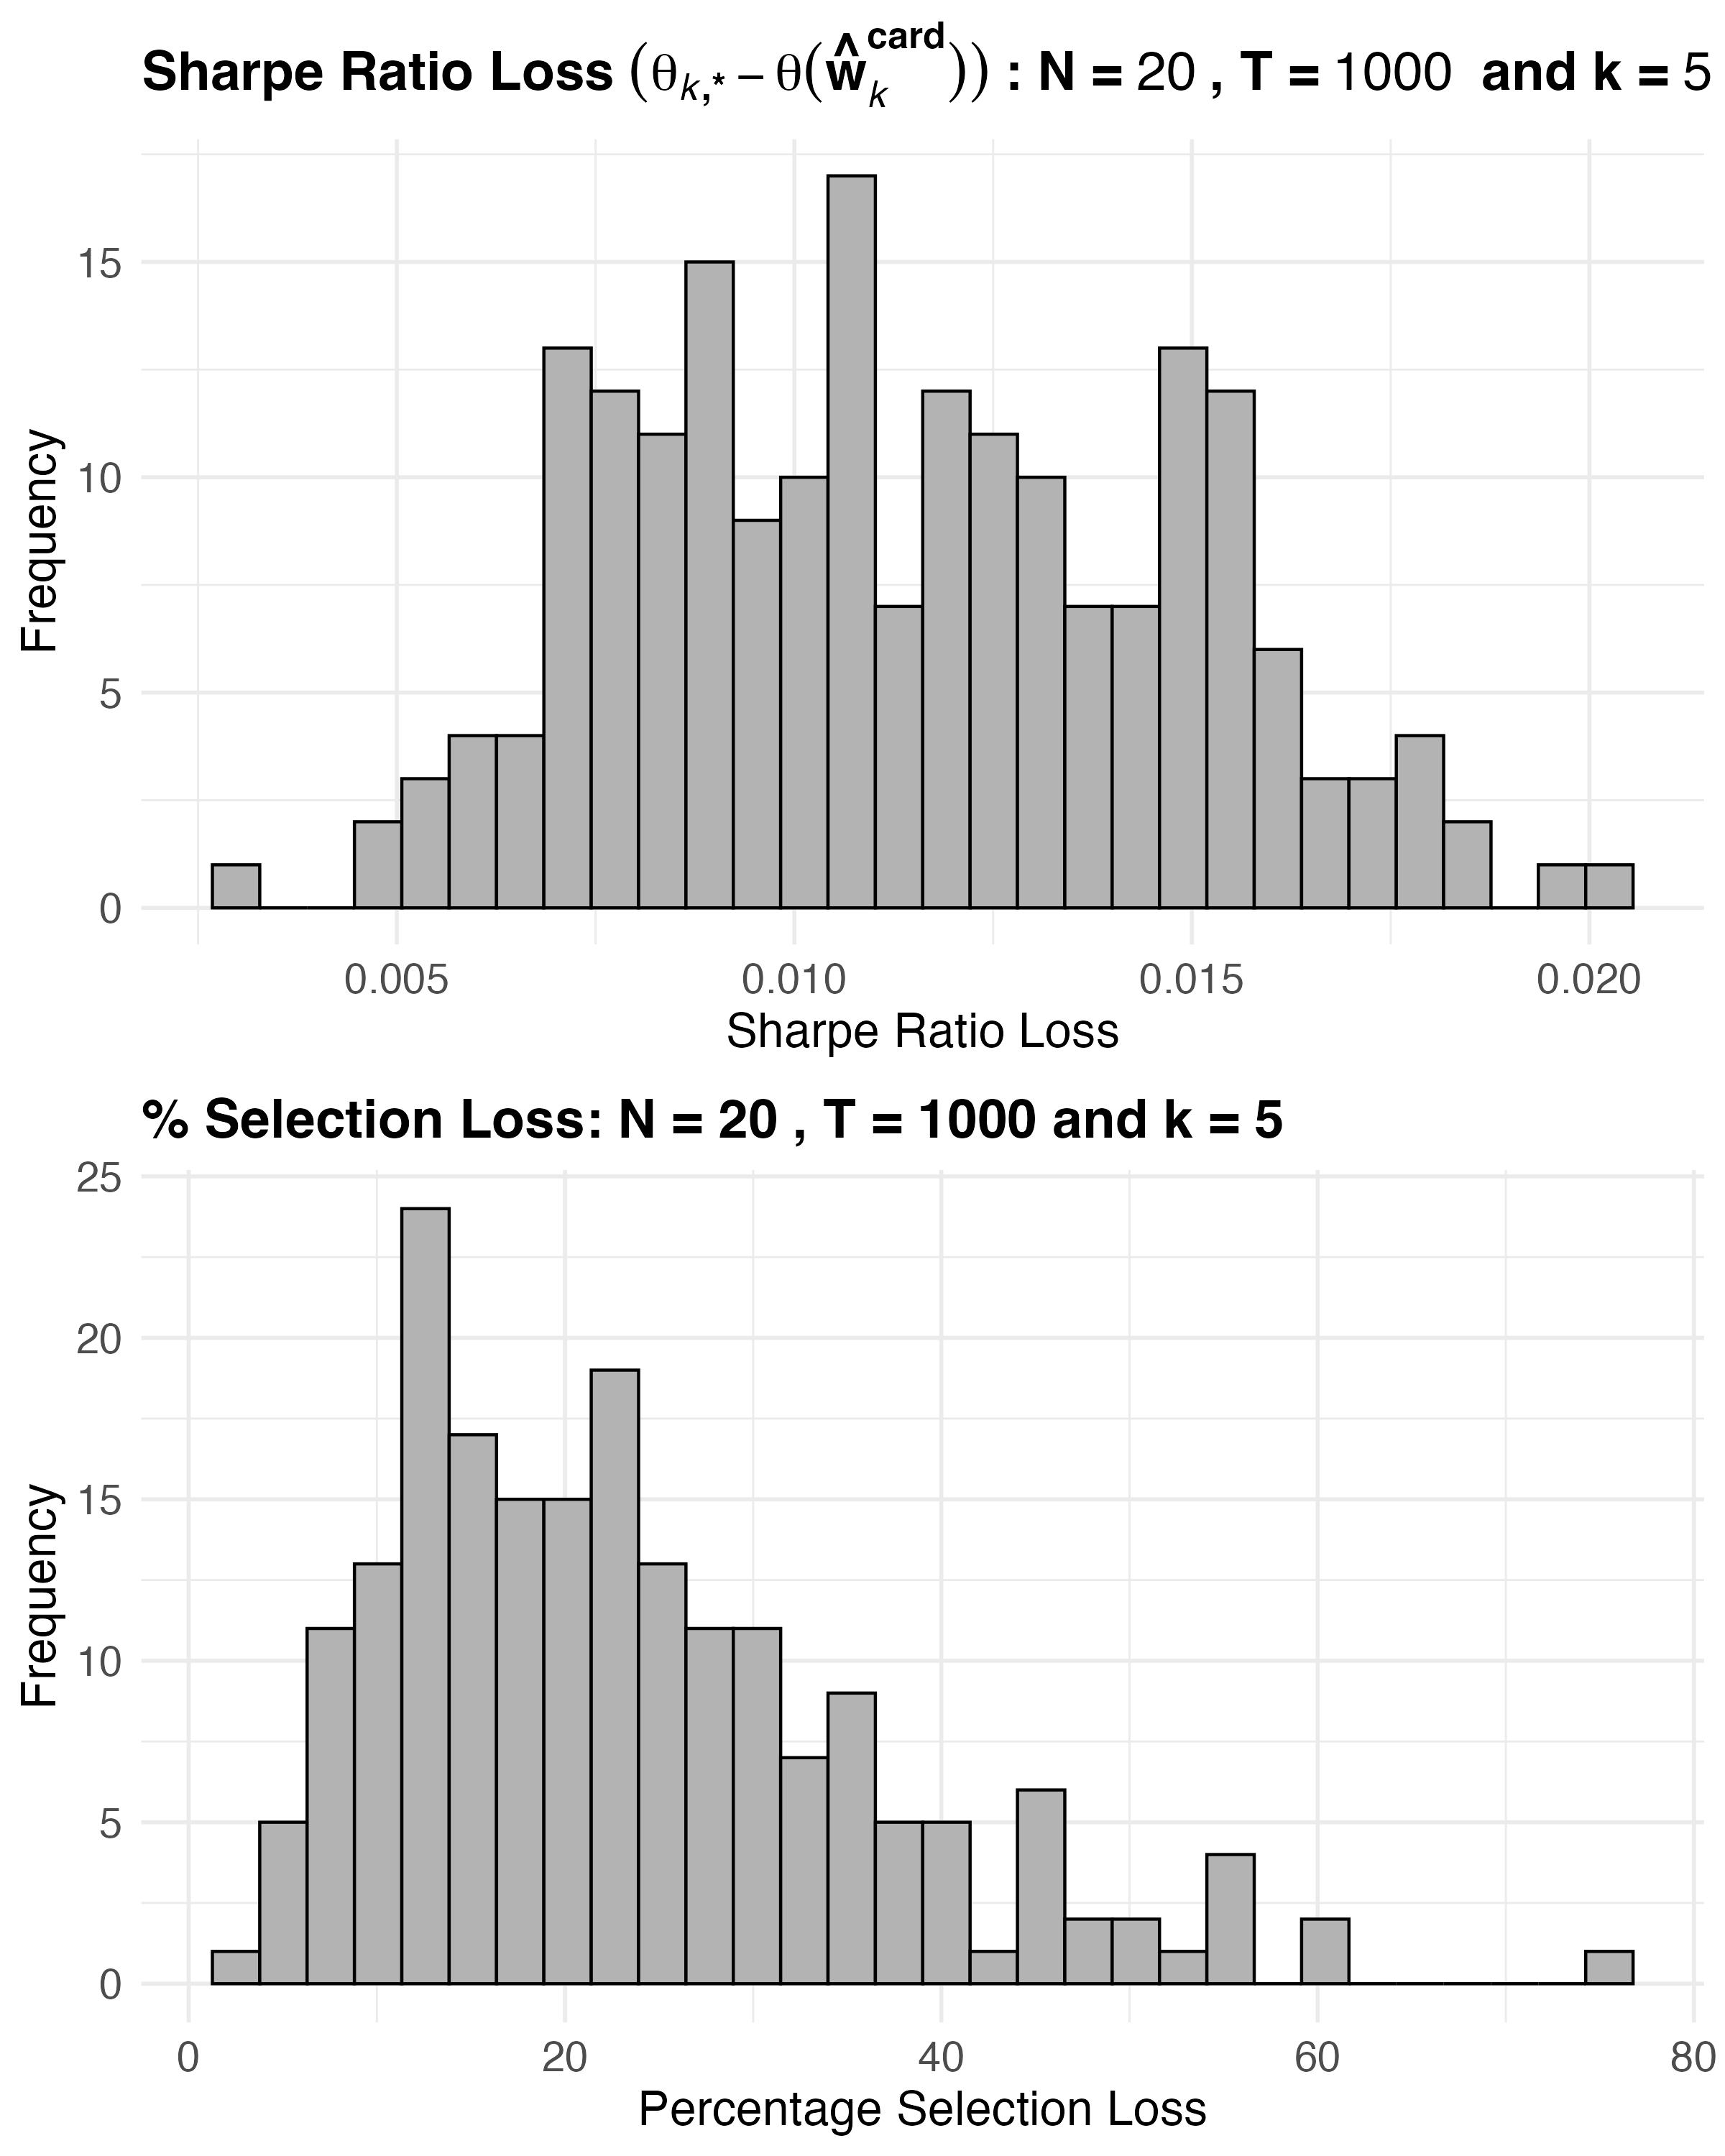 Sharpe Ratio Loss (θk,* − θ(ŵk^card)) : N = 20 , T = 1000 and k = 5
15
10
5
0
Frequency
0.005 0.010 0.015 0.020
Sharpe Ratio Loss
% Selection Loss: N = 20 , T = 1000 and k = 5
25
20
15
10
5
0
Frequency
0 20 40 60 80
Percentage Selection Loss